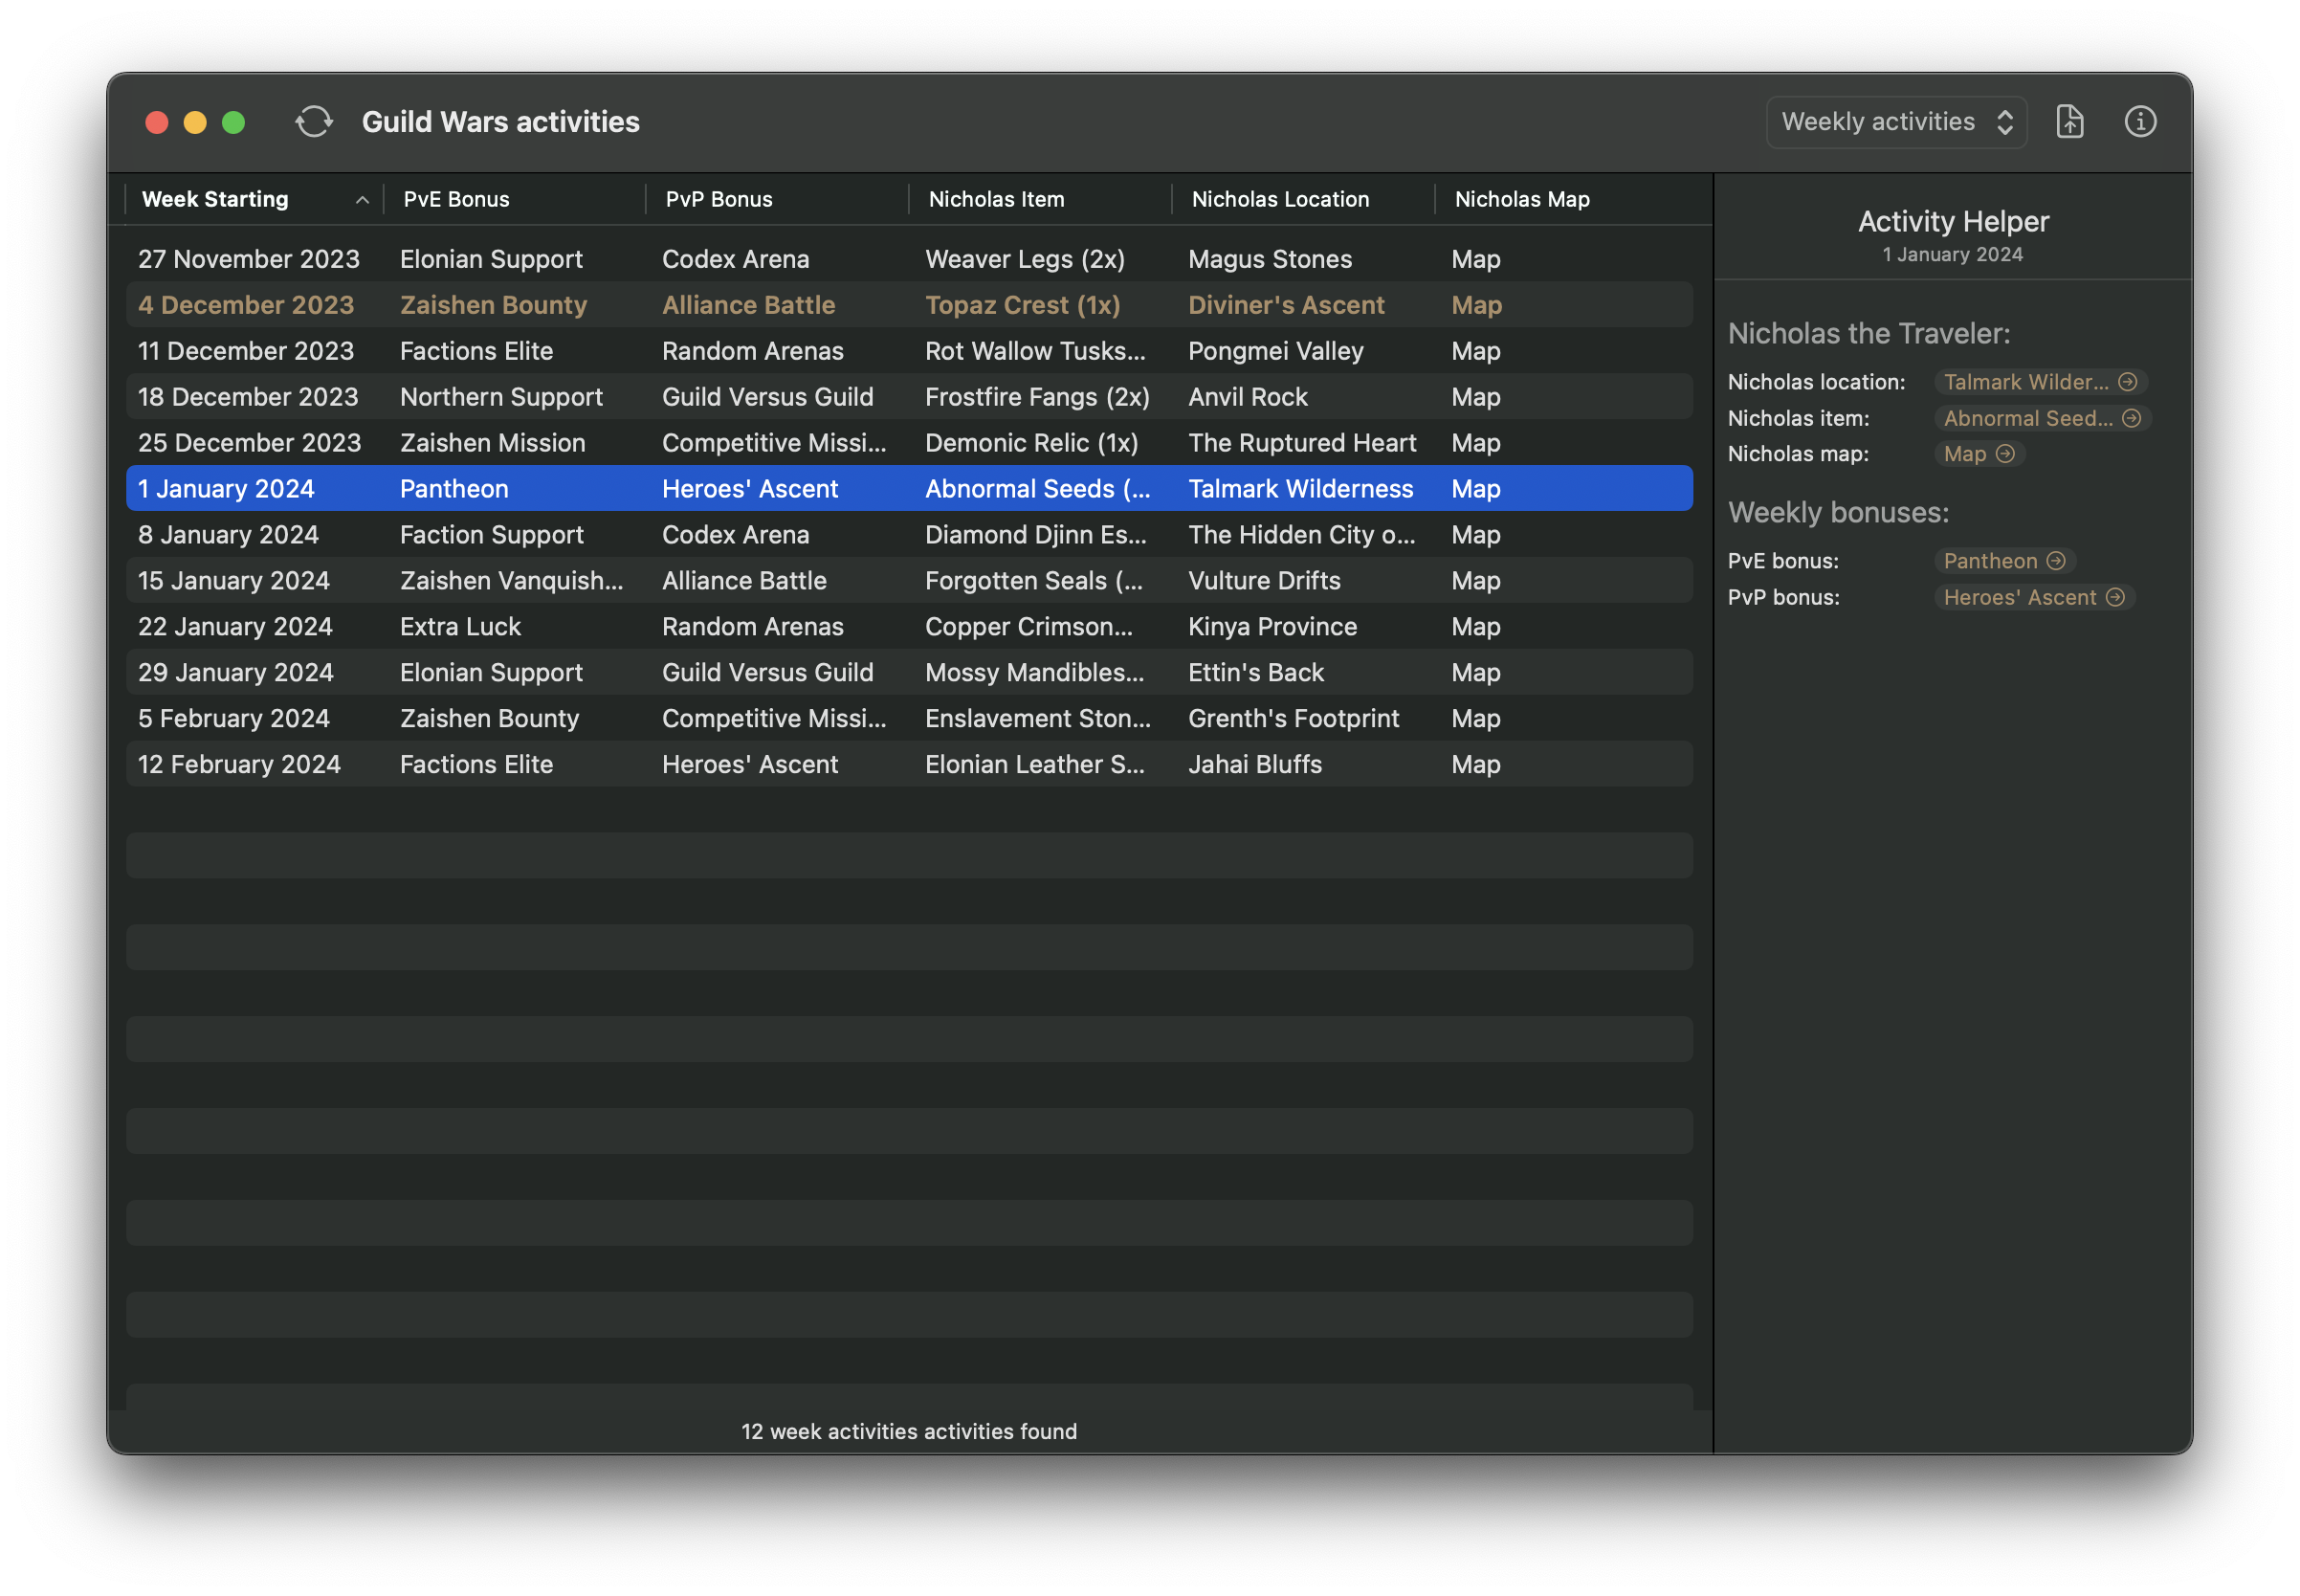 Guild Wars activities
Weekly activities
Week Starting PvE Bonus PvP Bonus Nicholas Item Nicholas Location Nicholas Map
27 November 2023 Elonian Support Codex Arena Weaver Legs (2x) Magus Stones Map
4 December 2023 Zaishen Bounty Alliance Battle Topaz Crest (1x) Diviner's Ascent Map
11 December 2023 Factions Elite Random Arenas Rot Wallow Tusks... Pongmei Valley Map
18 December 2023 Northern Support Guild Versus Guild Frostfire Fangs (2x) Anvil Rock Map
25 December 2023 Zaishen Mission Competitive Missi... Demonic Relic (1x) The Ruptured Heart Map
1 January 2024 Pantheon Heroes' Ascent Abnormal Seeds (... Talmark Wilderness Map
8 January 2024 Faction Support Codex Arena Diamond Djinn Es... The Hidden City o... Map
15 January 2024 Zaishen Vanquish... Alliance Battle Forgotten Seals (... Vulture Drifts Map
22 January 2024 Extra Luck Random Arenas Copper Crimson... Kinya Province Map
29 January 2024 Elonian Support Guild Versus Guild Mossy Mandibles... Ettin's Back Map
5 February 2024 Zaishen Bounty Competitive Missi... Enslavement Ston... Grenth's Footprint Map
12 February 2024 Factions Elite Heroes' Ascent Elonian Leather S... Jahai Bluffs Map
12 week activities activities found
Activity Helper
1 January 2024
Nicholas the Traveler:
Nicholas location: Talmark Wilder...
Nicholas item: Abnormal Seed...
Nicholas map: Map
Weekly bonuses:
PvE bonus: Pantheon
PvP bonus: Heroes' Ascent